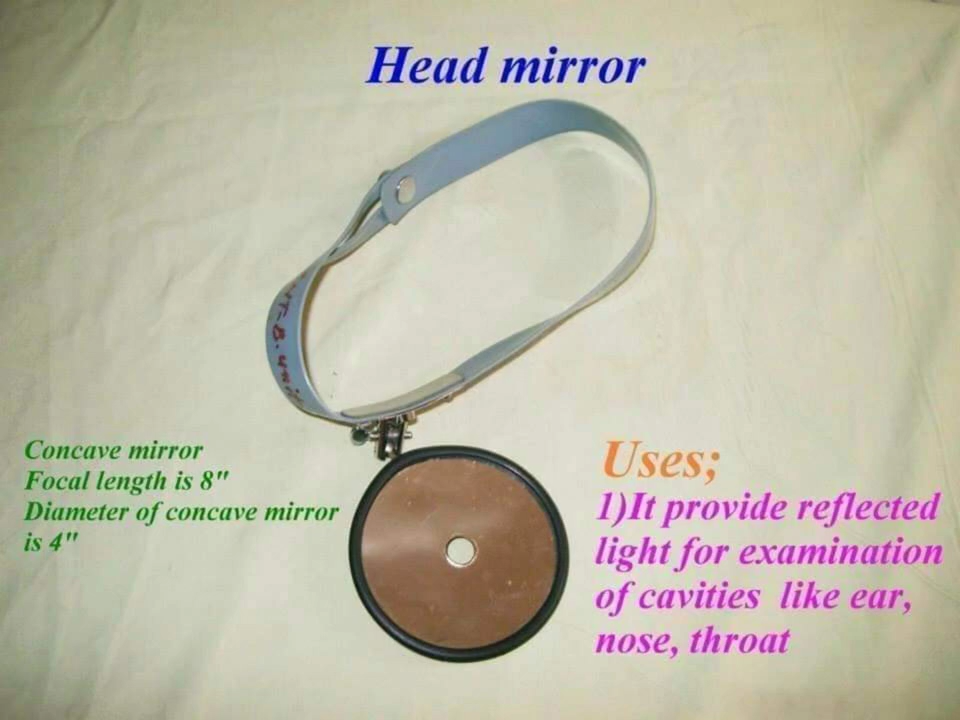 Head mirror
Concave mirror
Focal length is 8"
Diameter of concave mirror
is 4"
Uses;
1)It provide reflected
light for examination
of cavities  like ear,
nose, throat